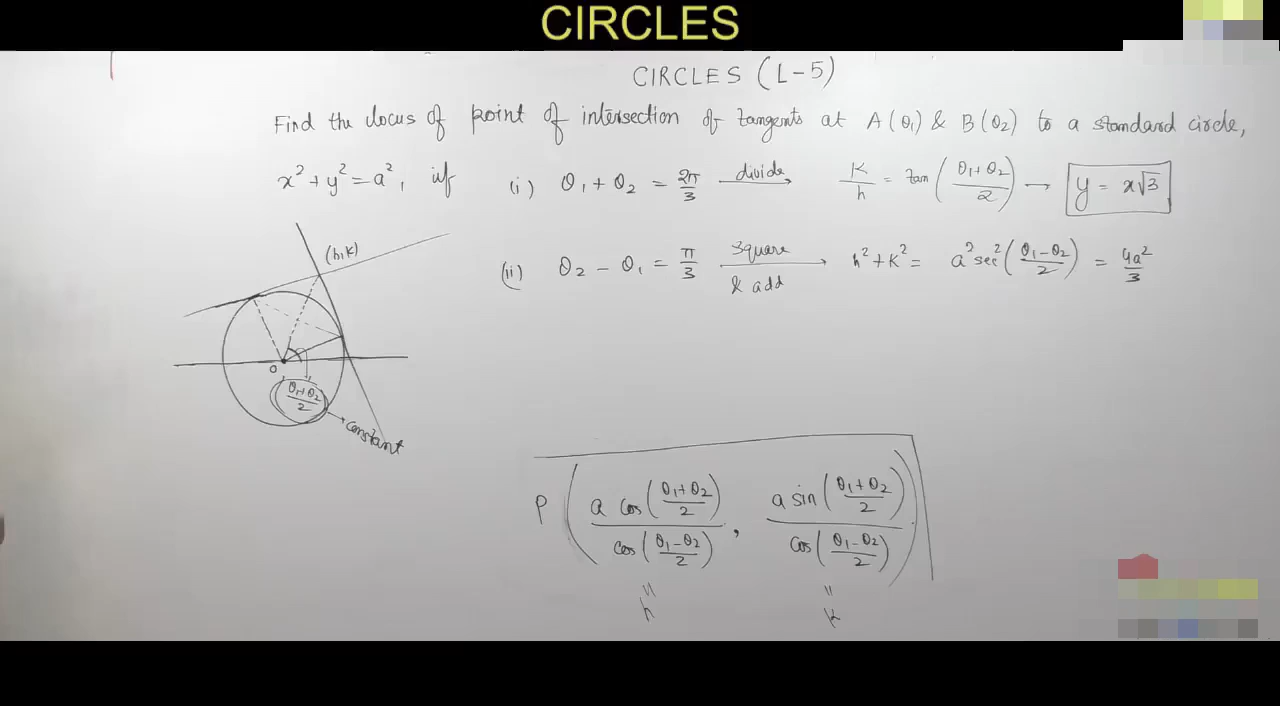 CIRCLES
CIRCLES (L-5)
Find the locus of point of intersection of tangents at A(θ₁) & B(θ₂) to a standard circle,
x² + y² = a², if (i) θ₁ + θ₂ = 2π/3 divide → k/h = tan((θ₁+θ₂)/2) → y = x√3
(ii) θ₂ − θ₁ = π/3 square & add → h² + k² = a² sec²((θ₁−θ₂)/2) = 4a²/3
(h,k)
O
(θ₁+θ₂)/2
constant
P( a cos((θ₁+θ₂)/2) / cos((θ₁−θ₂)/2) , a sin((θ₁+θ₂)/2) / cos((θ₁−θ₂)/2) )
= =
h k